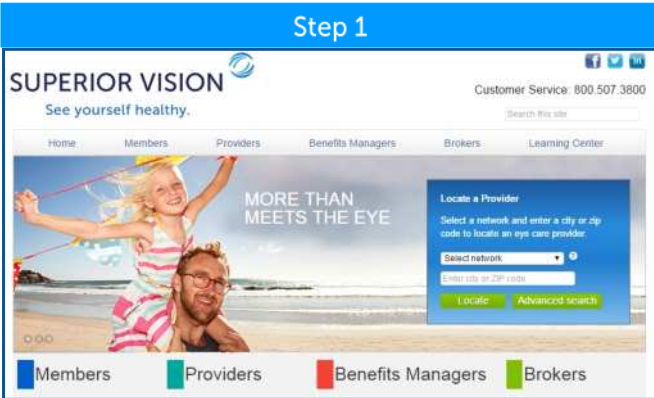 Step 1
SUPERIOR VISION
See yourself healthy.
Customer Service: 800.507.3800
Search this site
Home Members Providers Benefits Managers Brokers Learning Center
MORE THAN
MEETS THE EYE
Locate a Provider
Select a network and enter a city or zip
code to locate an eye care provider.
Select network
Enter city or ZIP code
Locate Advanced search
Members Providers Benefits Managers Brokers